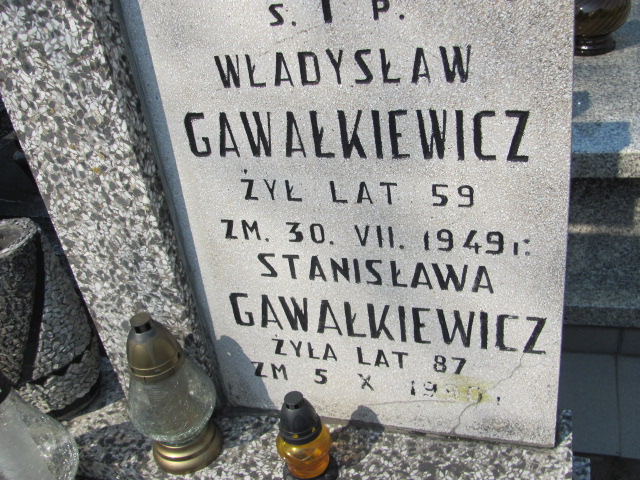 Ś. † P.
WŁADYSŁAW
GAWAŁKIEWICZ
ŻYŁ LAT 59
ZM. 30. VII. 1949 r.
STANISŁAWA
GAWAŁKIEWICZ
ŻYŁA LAT 87
ZM 5 X